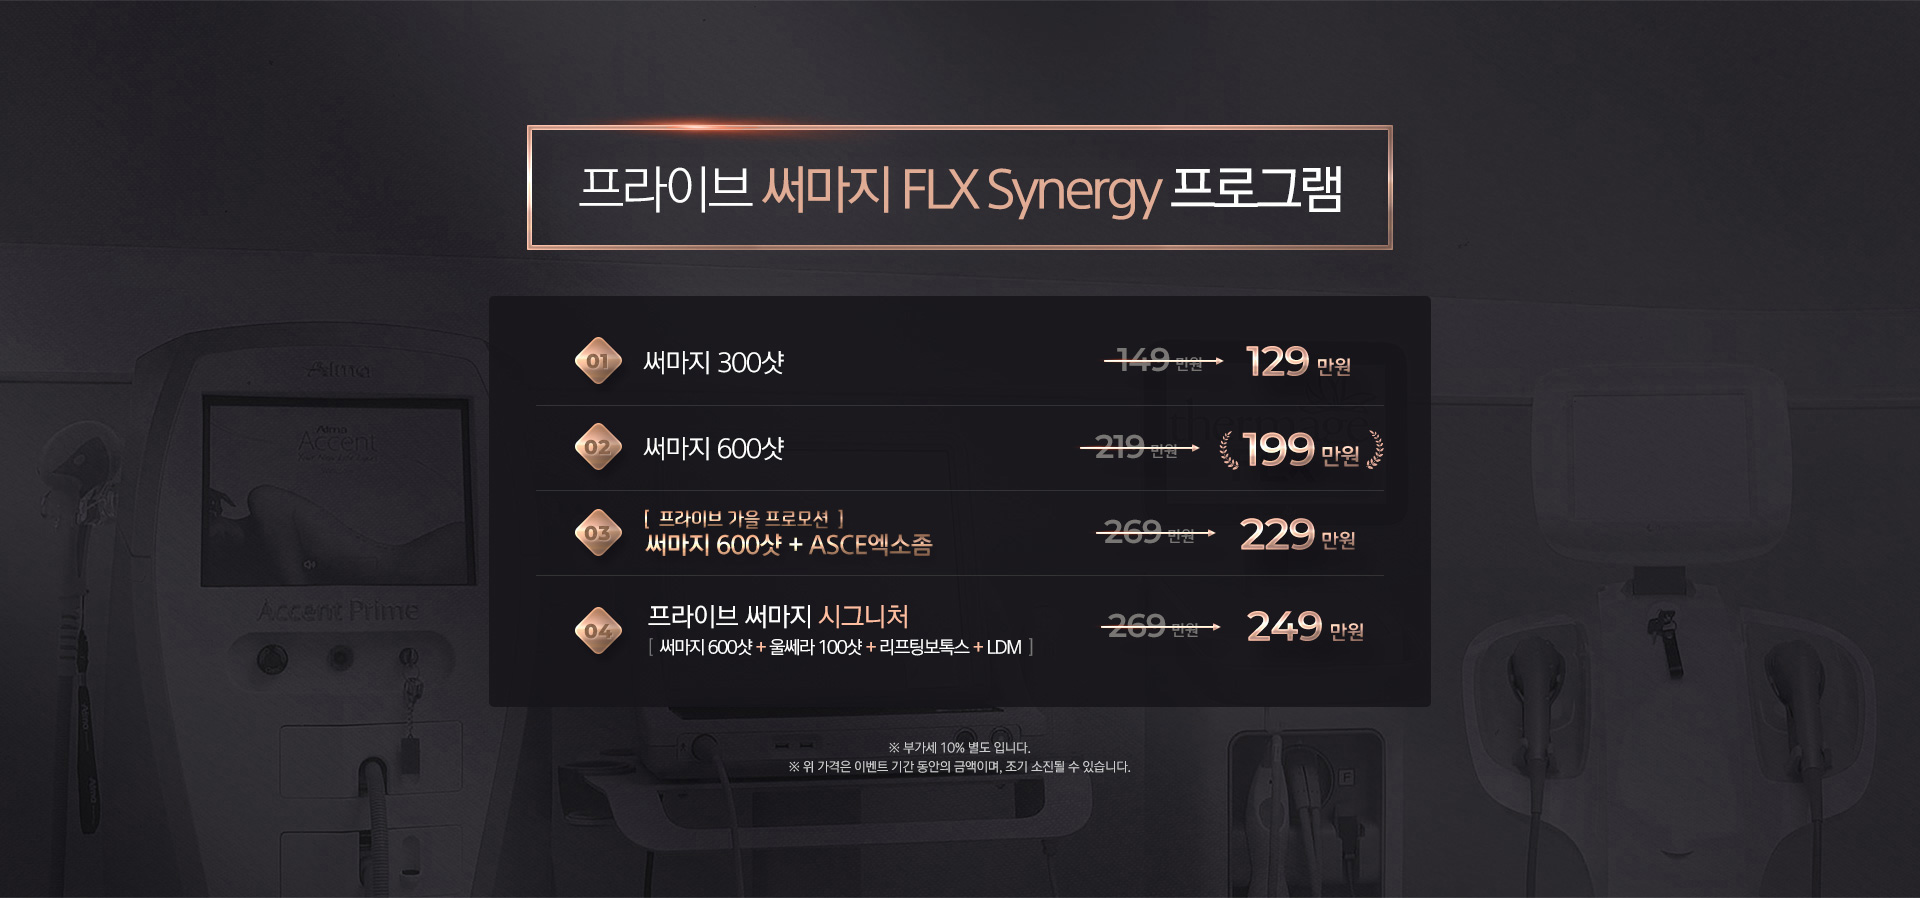 프라이브 써마지 FLX Synergy 프로그램
01 써마지 300샷 149 만원 129 만원
02 써마지 600샷 219 만원 199 만원
[ 프라이브 가을 프로모션 ]
03 써마지 600샷 + ASCE엑소좀 269 만원 229 만원
04 프라이브 써마지 시그니처 269 만원 249 만원
[ 써마지 600샷 + 울쎄라 100샷 + 리프팅보톡스 + LDM ]
※ 부가세 10% 별도 입니다.
※ 위 가격은 이벤트 기간 동안의 금액이며, 조기 소진될 수 있습니다.
Alma
Alma
Accent
Accent Prime
F